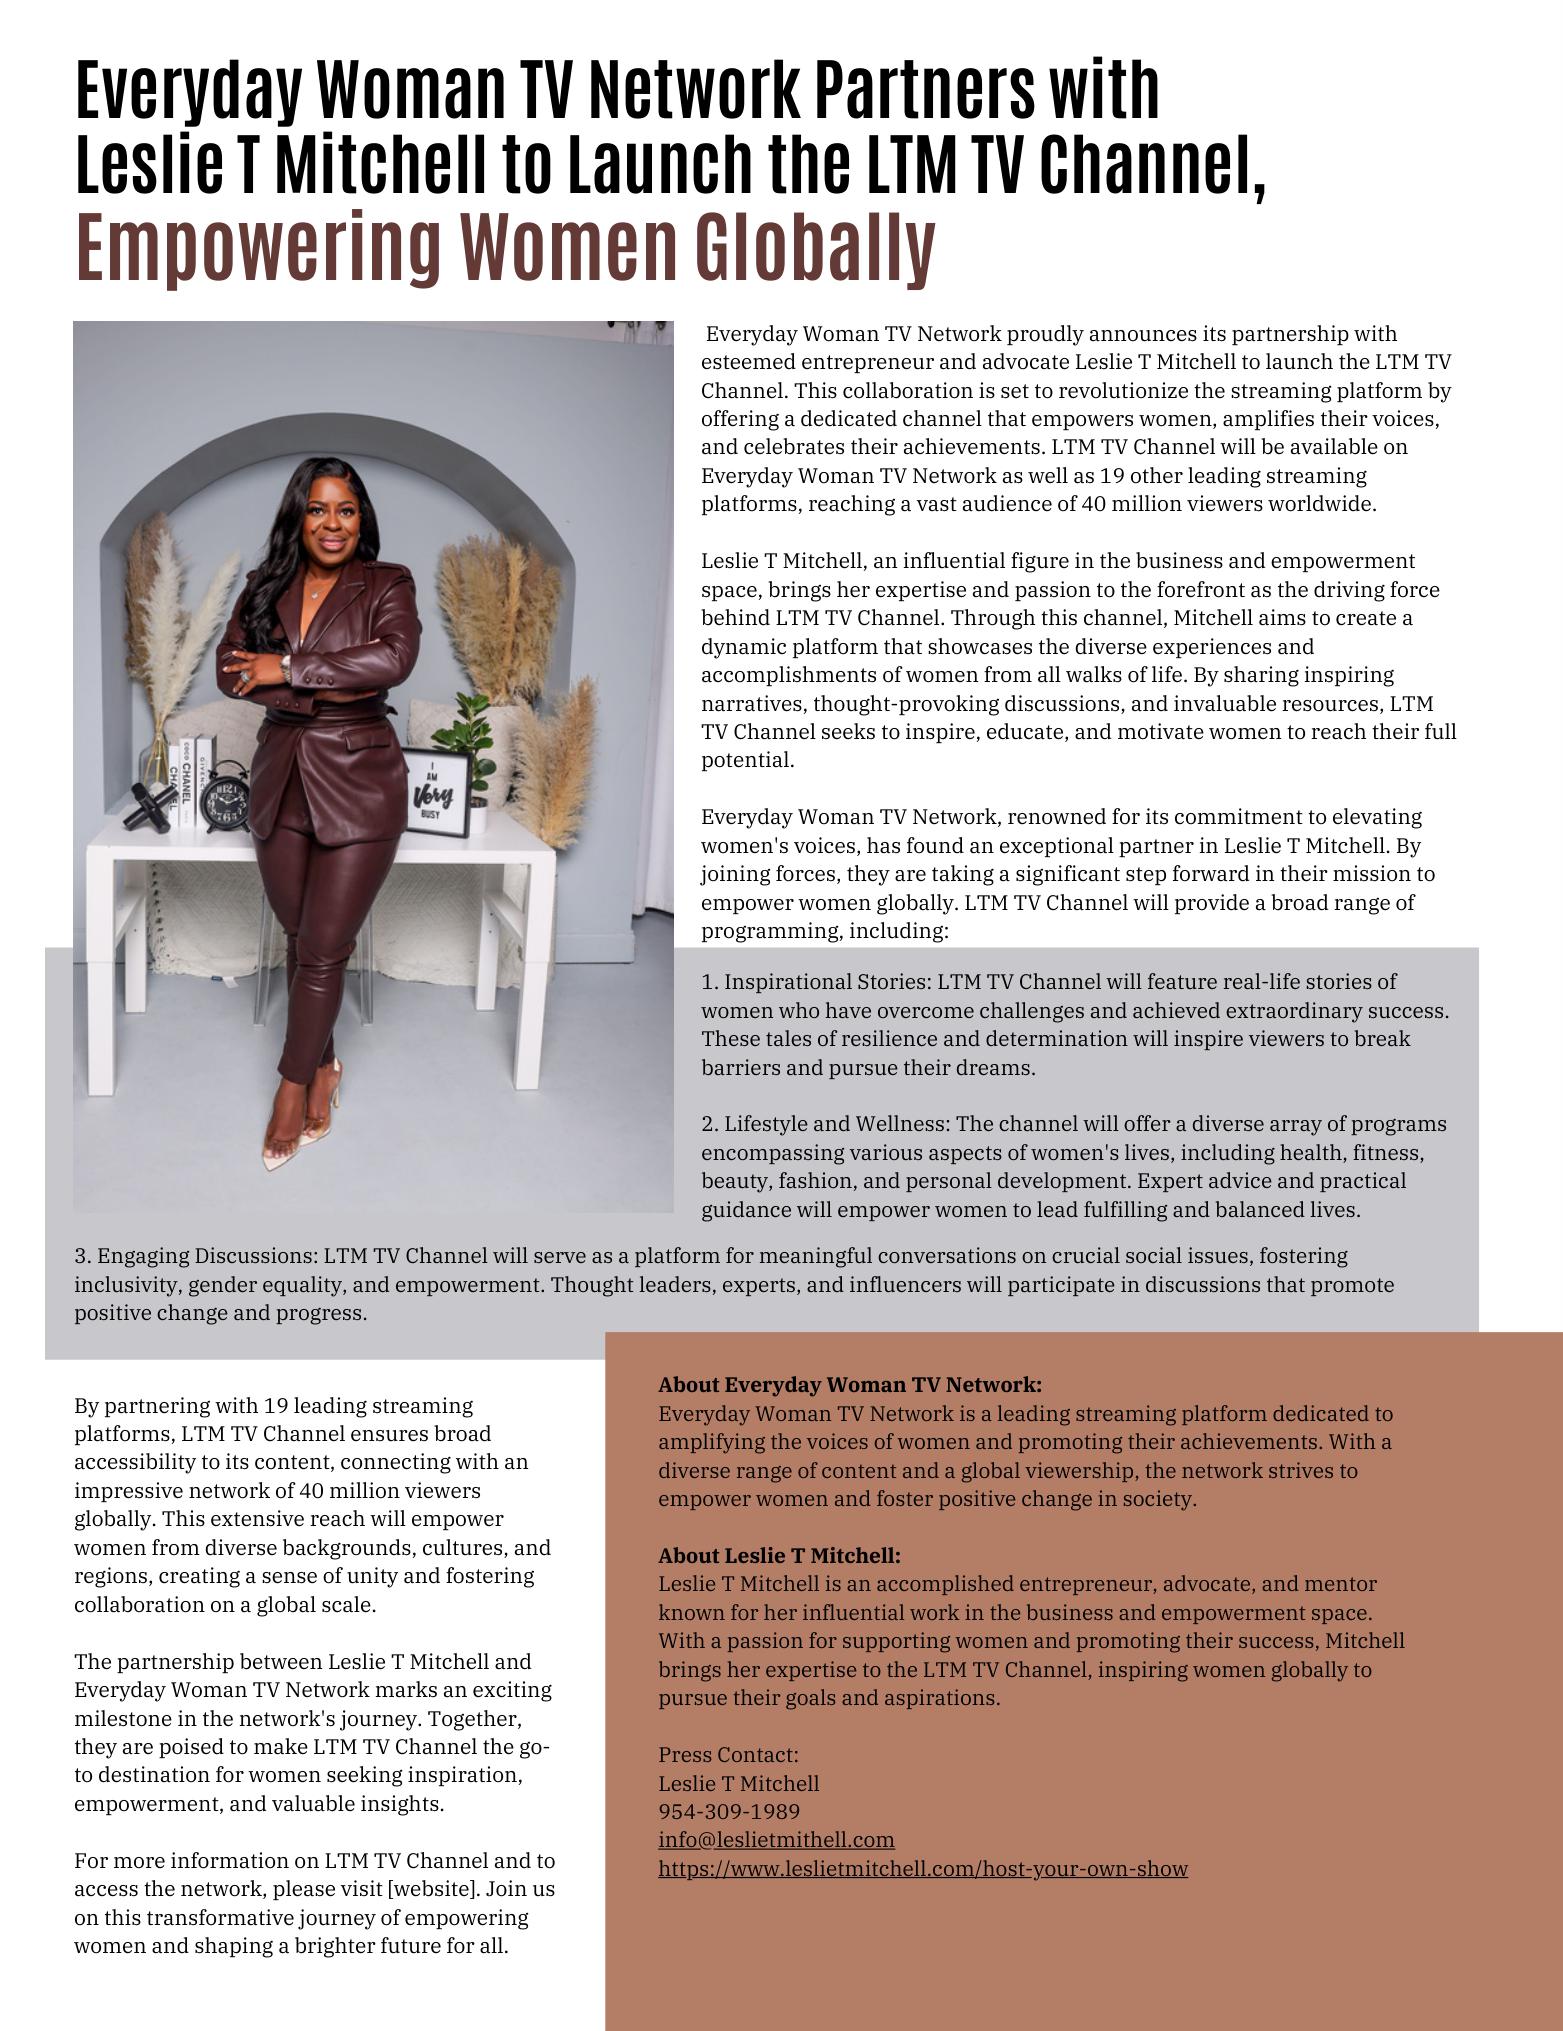 Everyday Woman TV Network Partners with
Leslie T Mitchell to Launch the LTM TV Channel,
Empowering Women Globally
Everyday Woman TV Network proudly announces its partnership with
esteemed entrepreneur and advocate Leslie T Mitchell to launch the LTM TV
Channel. This collaboration is set to revolutionize the streaming platform by
offering a dedicated channel that empowers women, amplifies their voices,
and celebrates their achievements. LTM TV Channel will be available on
Everyday Woman TV Network as well as 19 other leading streaming
platforms, reaching a vast audience of 40 million viewers worldwide.
Leslie T Mitchell, an influential figure in the business and empowerment
space, brings her expertise and passion to the forefront as the driving force
behind LTM TV Channel. Through this channel, Mitchell aims to create a
dynamic platform that showcases the diverse experiences and
accomplishments of women from all walks of life. By sharing inspiring
narratives, thought-provoking discussions, and invaluable resources, LTM
TV Channel seeks to inspire, educate, and motivate women to reach their full
potential.
Everyday Woman TV Network, renowned for its commitment to elevating
women's voices, has found an exceptional partner in Leslie T Mitchell. By
joining forces, they are taking a significant step forward in their mission to
empower women globally. LTM TV Channel will provide a broad range of
programming, including:
CHANEL
COCO CHANEL
GIVENCHY
I
AM
Very
BUSY
1. Inspirational Stories: LTM TV Channel will feature real-life stories of
women who have overcome challenges and achieved extraordinary success.
These tales of resilience and determination will inspire viewers to break
barriers and pursue their dreams.
2. Lifestyle and Wellness: The channel will offer a diverse array of programs
encompassing various aspects of women's lives, including health, fitness,
beauty, fashion, and personal development. Expert advice and practical
guidance will empower women to lead fulfilling and balanced lives.
3. Engaging Discussions: LTM TV Channel will serve as a platform for meaningful conversations on crucial social issues, fostering
inclusivity, gender equality, and empowerment. Thought leaders, experts, and influencers will participate in discussions that promote
positive change and progress.
By partnering with 19 leading streaming
platforms, LTM TV Channel ensures broad
accessibility to its content, connecting with an
impressive network of 40 million viewers
globally. This extensive reach will empower
women from diverse backgrounds, cultures, and
regions, creating a sense of unity and fostering
collaboration on a global scale.
The partnership between Leslie T Mitchell and
Everyday Woman TV Network marks an exciting
milestone in the network's journey. Together,
they are poised to make LTM TV Channel the go-
to destination for women seeking inspiration,
empowerment, and valuable insights.
For more information on LTM TV Channel and to
access the network, please visit [website]. Join us
on this transformative journey of empowering
women and shaping a brighter future for all.
About Everyday Woman TV Network:
Everyday Woman TV Network is a leading streaming platform dedicated to
amplifying the voices of women and promoting their achievements. With a
diverse range of content and a global viewership, the network strives to
empower women and foster positive change in society.
About Leslie T Mitchell:
Leslie T Mitchell is an accomplished entrepreneur, advocate, and mentor
known for her influential work in the business and empowerment space.
With a passion for supporting women and promoting their success, Mitchell
brings her expertise to the LTM TV Channel, inspiring women globally to
pursue their goals and aspirations.
Press Contact:
Leslie T Mitchell
954-309-1989
info@leslietmithell.com
https://www.leslietmitchell.com/host-your-own-show